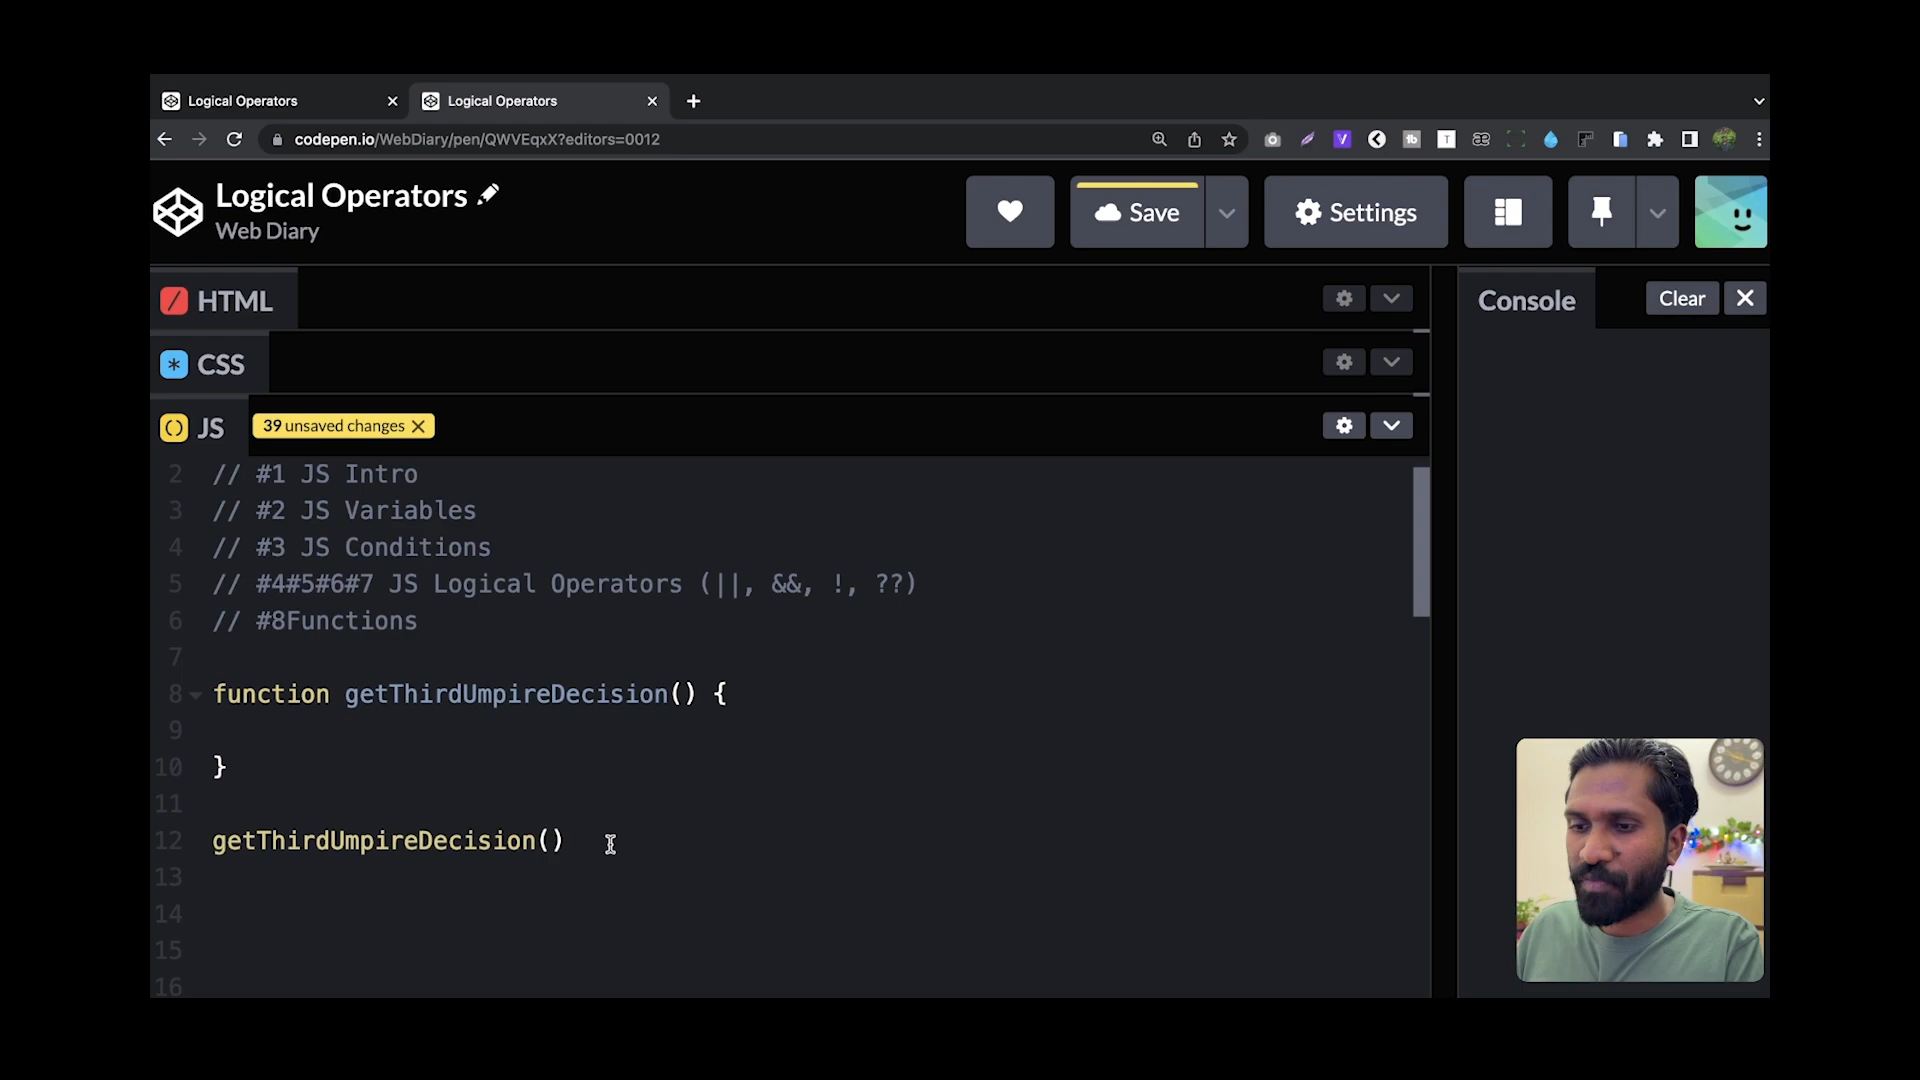 Logical Operators
Logical Operators
codepen.io/WebDiary/pen/QWVEqxX?editors=0012
Logical Operators
Web Diary
Save
Settings
HTML
Console
Clear
CSS
JS
39 unsaved changes
2 // #1 JS Intro
3 // #2 JS Variables
4 // #3 JS Conditions
5 // #4#5#6#7 JS Logical Operators (||, &&, !, ??)
6 // #8Functions
7
8 function getThirdUmpireDecision() {
9
10 }
11
12 getThirdUmpireDecision()
13
14
15
16